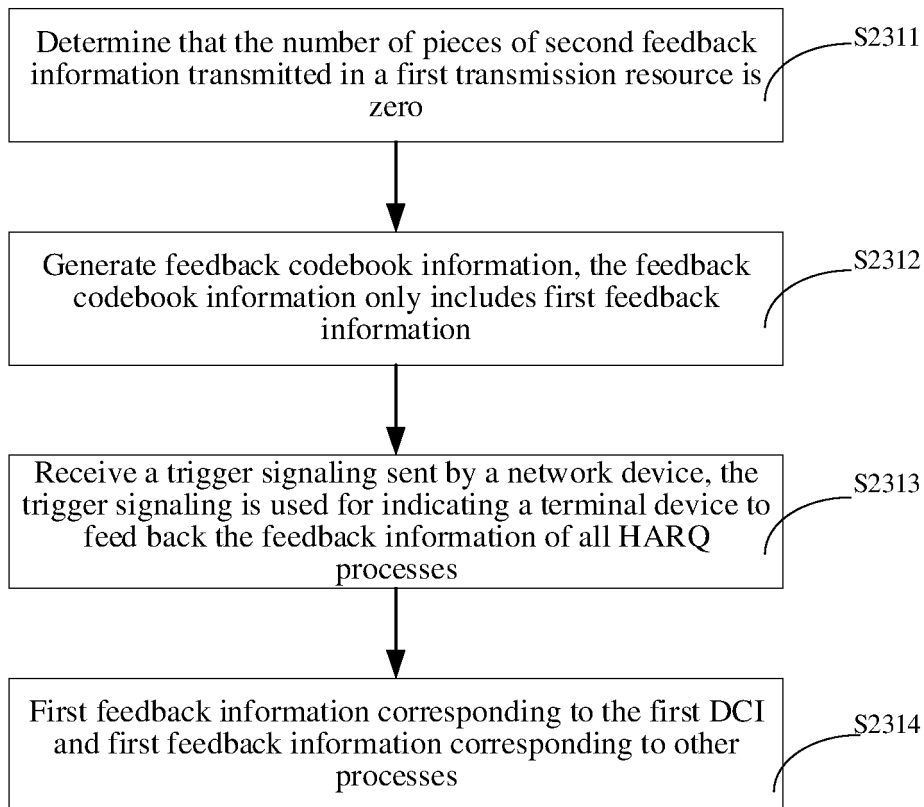 Determine that the number of pieces of second feedback
information transmitted in a first transmission resource is
zero
S2311
Generate feedback codebook information, the feedback
codebook information only includes first feedback
information
S2312
Receive a trigger signaling sent by a network device, the
trigger signaling is used for indicating a terminal device to
feed back the feedback information of all HARQ
processes
S2313
First feedback information corresponding to the first DCI
and first feedback information corresponding to other
processes
S2314